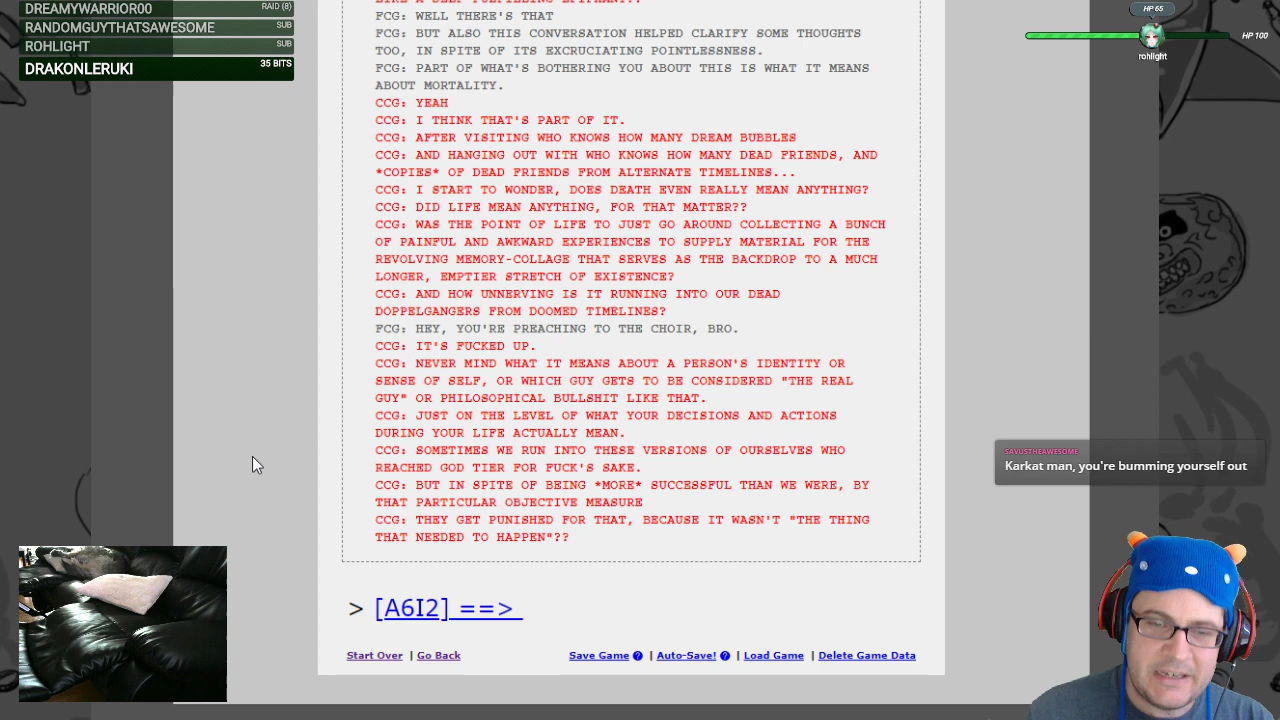 DREAMYWARRIOR00 RAID (8)
RANDOMGUYTHATSAWESOME SUB
ROHLIGHT SUB
DRAKONLERUKI 35 BITS
HP 65
HP 100
rohlight
FCG: WELL THERE'S THAT
FCG: BUT ALSO THIS CONVERSATION HELPED CLARIFY SOME THOUGHTS
TOO, IN SPITE OF ITS EXCRUCIATING POINTLESSNESS.
FCG: PART OF WHAT'S BOTHERING YOU ABOUT THIS IS WHAT IT MEANS
ABOUT MORTALITY.
CCG: YEAH
CCG: I THINK THAT'S PART OF IT.
CCG: AFTER VISITING WHO KNOWS HOW MANY DREAM BUBBLES
CCG: AND HANGING OUT WITH WHO KNOWS HOW MANY DEAD FRIENDS, AND
*COPIES* OF DEAD FRIENDS FROM ALTERNATE TIMELINES...
CCG: I START TO WONDER, DOES DEATH EVEN REALLY MEAN ANYTHING?
CCG: DID LIFE MEAN ANYTHING, FOR THAT MATTER??
CCG: WAS THE POINT OF LIFE TO JUST GO AROUND COLLECTING A BUNCH
OF PAINFUL AND AWKWARD EXPERIENCES TO SUPPLY MATERIAL FOR THE
REVOLVING MEMORY-COLLAGE THAT SERVES AS THE BACKDROP TO A MUCH
LONGER, EMPTIER STRETCH OF EXISTENCE?
CCG: AND HOW UNNERVING IS IT RUNNING INTO OUR DEAD
DOPPELGANGERS FROM DOOMED TIMELINES?
FCG: HEY, YOU'RE PREACHING TO THE CHOIR, BRO.
CCG: IT'S FUCKED UP.
CCG: NEVER MIND WHAT IT MEANS ABOUT A PERSON'S IDENTITY OR
SENSE OF SELF, OR WHICH GUY GETS TO BE CONSIDERED "THE REAL
GUY" OR PHILOSOPHICAL BULLSHIT LIKE THAT.
CCG: JUST ON THE LEVEL OF WHAT YOUR DECISIONS AND ACTIONS
DURING YOUR LIFE ACTUALLY MEAN.
CCG: SOMETIMES WE RUN INTO THESE VERSIONS OF OURSELVES WHO
REACHED GOD TIER FOR FUCK'S SAKE.
CCG: BUT IN SPITE OF BEING *MORE* SUCCESSFUL THAN WE WERE, BY
THAT PARTICULAR OBJECTIVE MEASURE
CCG: THEY GET PUNISHED FOR THAT, BECAUSE IT WASN'T "THE THING
THAT NEEDED TO HAPPEN"??
SAVUSTHEAWESOME
Karkat man, you're bumming yourself out
> [A6I2] ==>
Start Over | Go Back
Save Game ? | Auto-Save! ? | Load Game | Delete Game Data